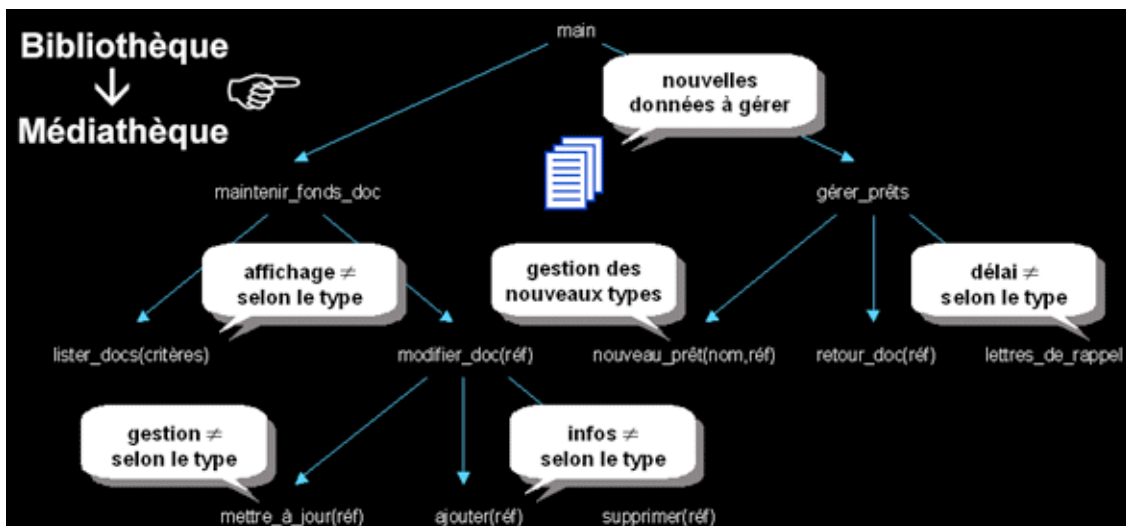 Bibliothèque
Médiathèque
main
nouvelles
données à gérer
maintenir_fonds_doc
gérer_prêts
affichage ≠
selon le type
gestion des
nouveaux types
délai ≠
selon le type
lister_docs(critères)
modifier_doc(réf)
nouveau_prêt(nom,réf)
retour_doc(réf)
lettres_de_rappel
gestion ≠
selon le type
infos ≠
selon le type
mettre_à_jour(réf)
ajouter(réf)
supprimer(réf)